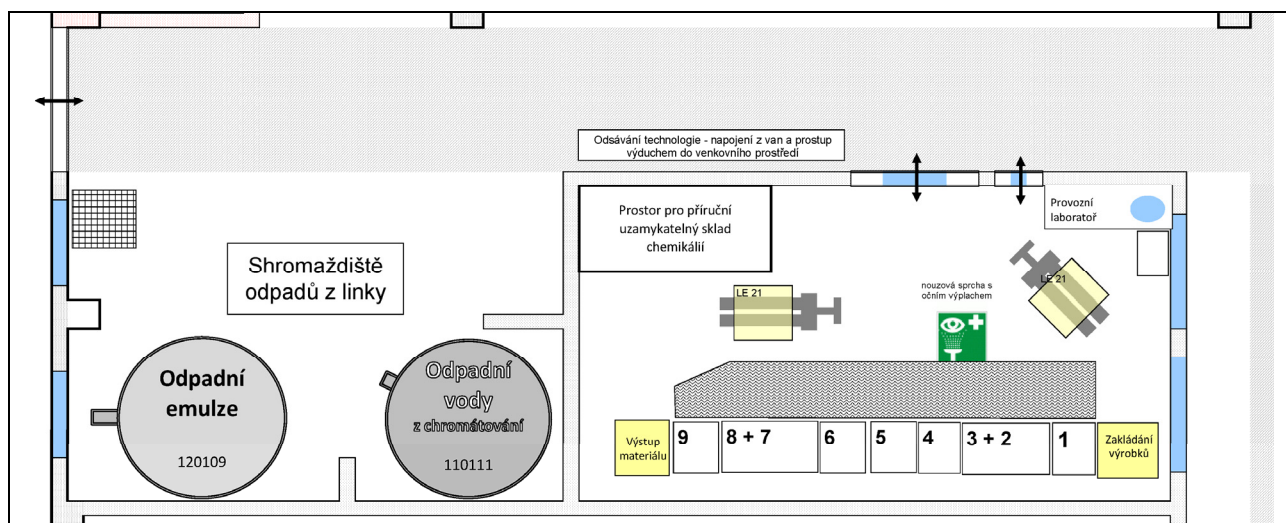 Odsávání technologie - napojení z van a prostup
výduchem do venkovního prostředí
Prostor pro příruční
uzamykatelný sklad
chemikálií
Provozní
laboratoř
Shromaždiště
odpadů z linky
LE 21
nouzová sprcha s
očním výplachem
LE 21
Odpadní
emulze
120109
Odpadní
vody
z chromátování
110111
Výstup
materiálu
9
8 + 7
6
5
4
3 + 2
1
Zakládání
výrobků